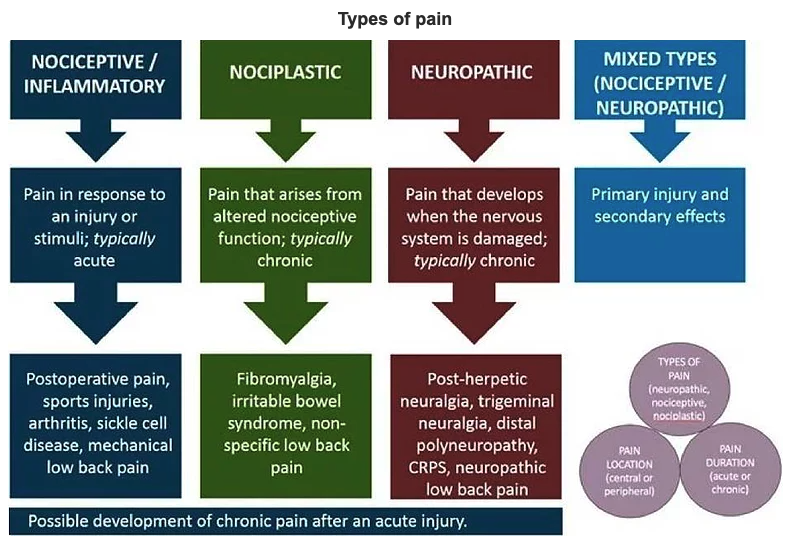 Types of pain
NOCICEPTIVE /
INFLAMMATORY
Pain in response to
an injury or
stimuli; typically
acute
Postoperative pain,
sports injuries,
arthritis, sickle cell
disease, mechanical
low back pain
NOCIPLASTIC
Pain that arises from
altered nociceptive
function; typically
chronic
Fibromyalgia,
irritable bowel
syndrome, non-
specific low back
pain
NEUROPATHIC
Pain that develops
when the nervous
system is damaged;
typically chronic
Post-herpetic
neuralgia, trigeminal
neuralgia, distal
polyneuropathy,
CRPS, neuropathic
low back pain
MIXED TYPES
(NOCICEPTIVE /
NEUROPATHIC)
Primary injury and
secondary effects
TYPES OF
PAIN
(neuropathic,
nociceptive,
nociplastic)
PAIN
LOCATION
(central or
peripheral)
PAIN
DURATION
(acute or
chronic)
Possible development of chronic pain after an acute injury.